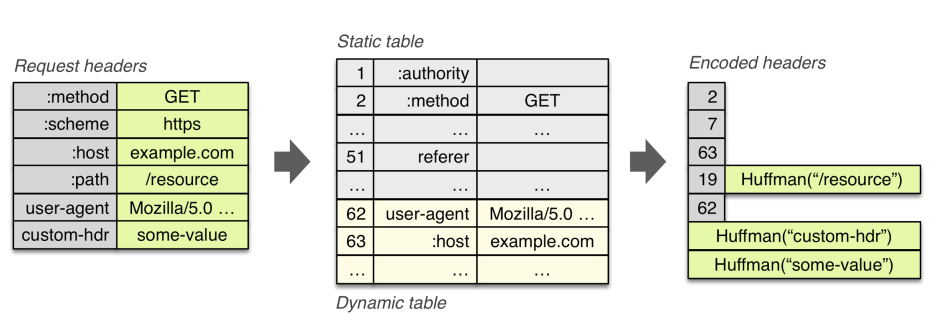 Request headers
:method GET
:scheme https
:host example.com
:path /resource
user-agent Mozilla/5.0 …
custom-hdr some-value
Static table
1 :authority
2 :method GET
… … …
51 referer
… … …
62 user-agent Mozilla/5.0 …
63 :host example.com
… … …
Dynamic table
Encoded headers
2
7
63
19 Huffman(“/resource”)
62
Huffman(“custom-hdr”)
Huffman(“some-value”)